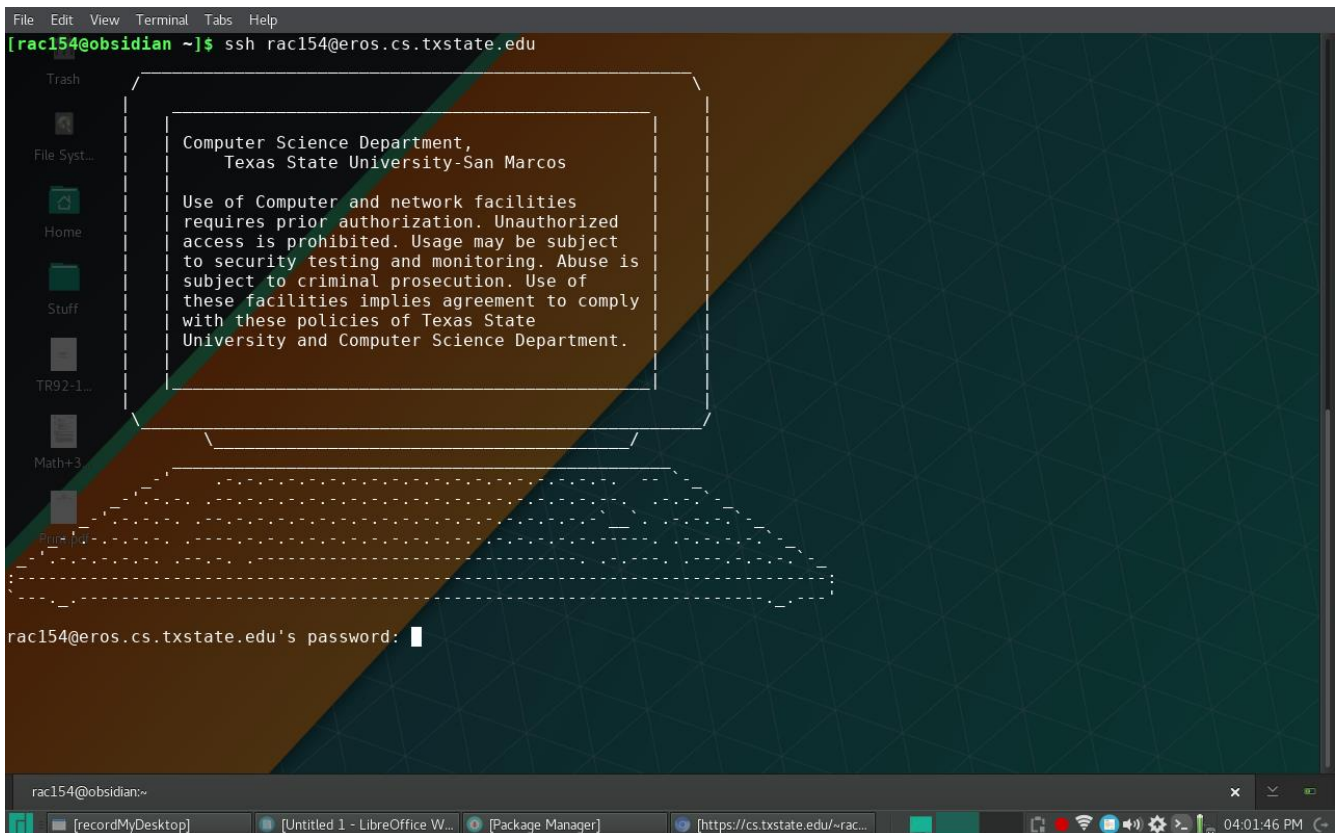 File Edit View Terminal Tabs Help
[rac154@obsidian ~]$ ssh rac154@eros.cs.txstate.edu
Trash
File Syst...
Home
Stuff
TR92-1...
Math+3...
Print.pdf
Computer Science Department,
Texas State University-San Marcos
Use of Computer and network facilities
requires prior authorization. Unauthorized
access is prohibited. Usage may be subject
to security testing and monitoring. Abuse is
subject to criminal prosecution. Use of
these facilities implies agreement to comply
with these policies of Texas State
University and Computer Science Department.
rac154@eros.cs.txstate.edu's password:
rac154@obsidian:~
[recordMyDesktop] [Untitled 1 - LibreOffice W... [Package Manager] [https://cs.txstate.edu/~rac... 04:01:46 PM